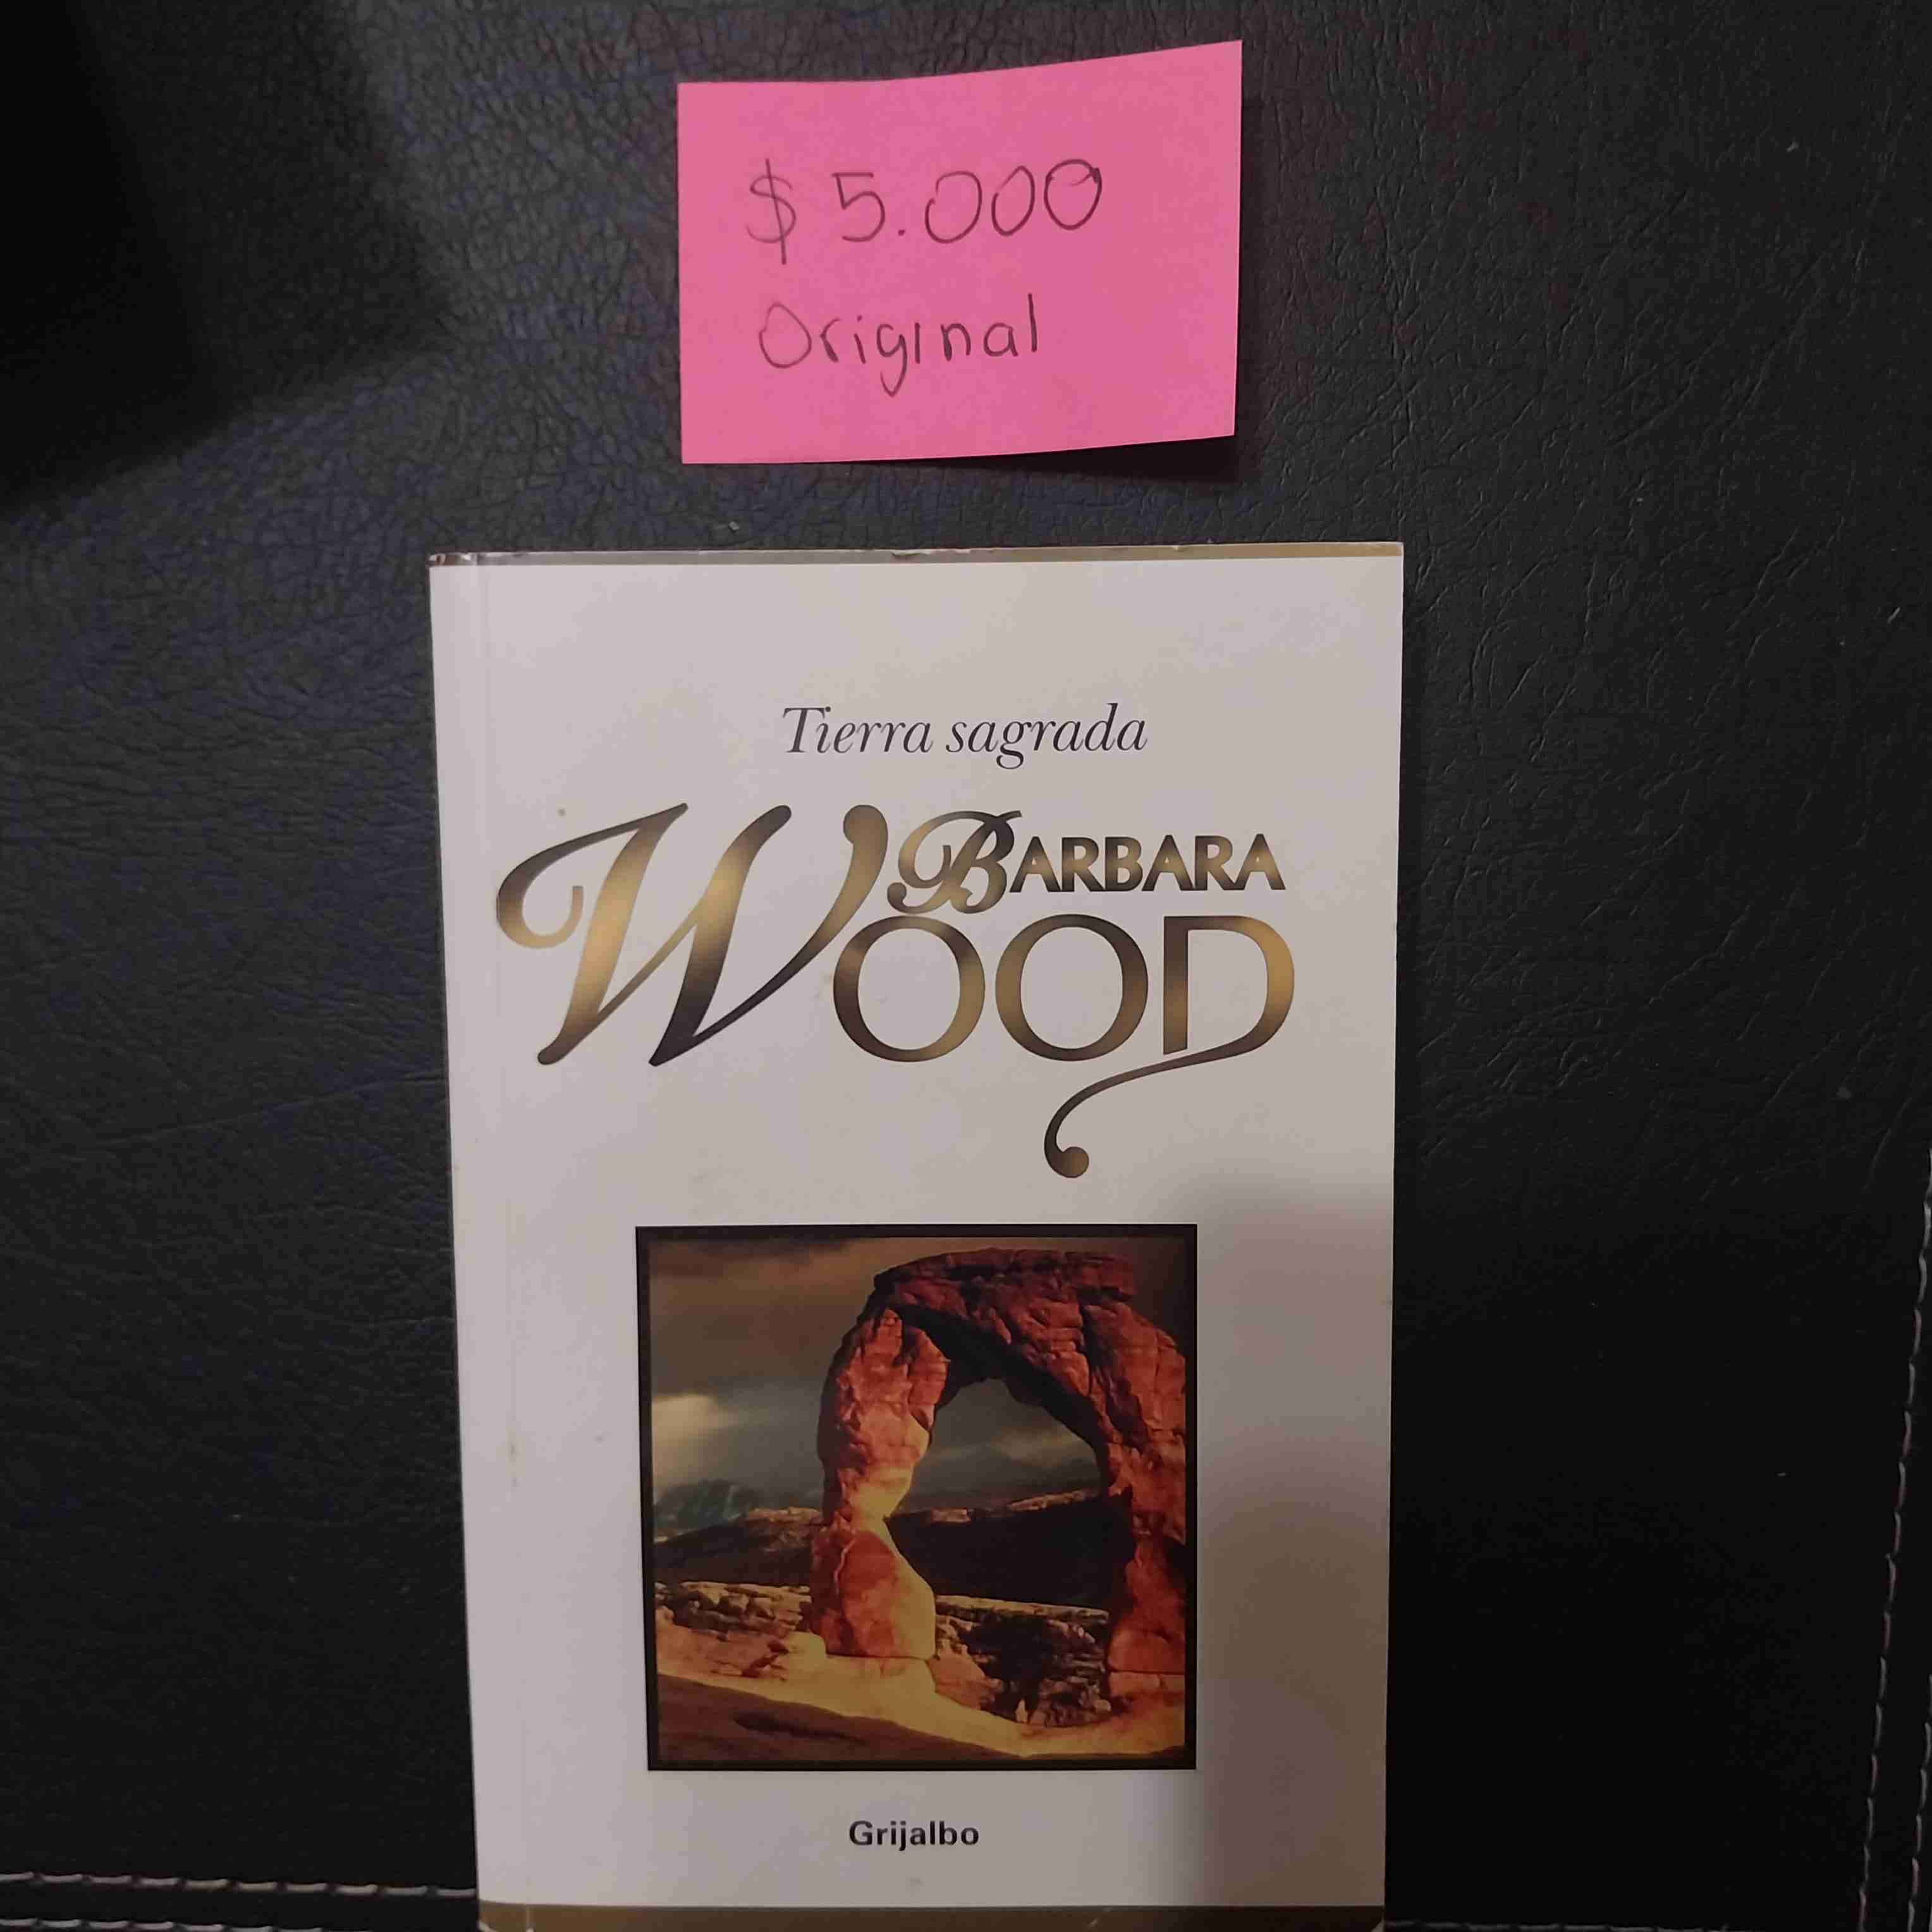 $ 5.000
Original
Tierra sagrada
BARBARA
WOOD
Grijalbo